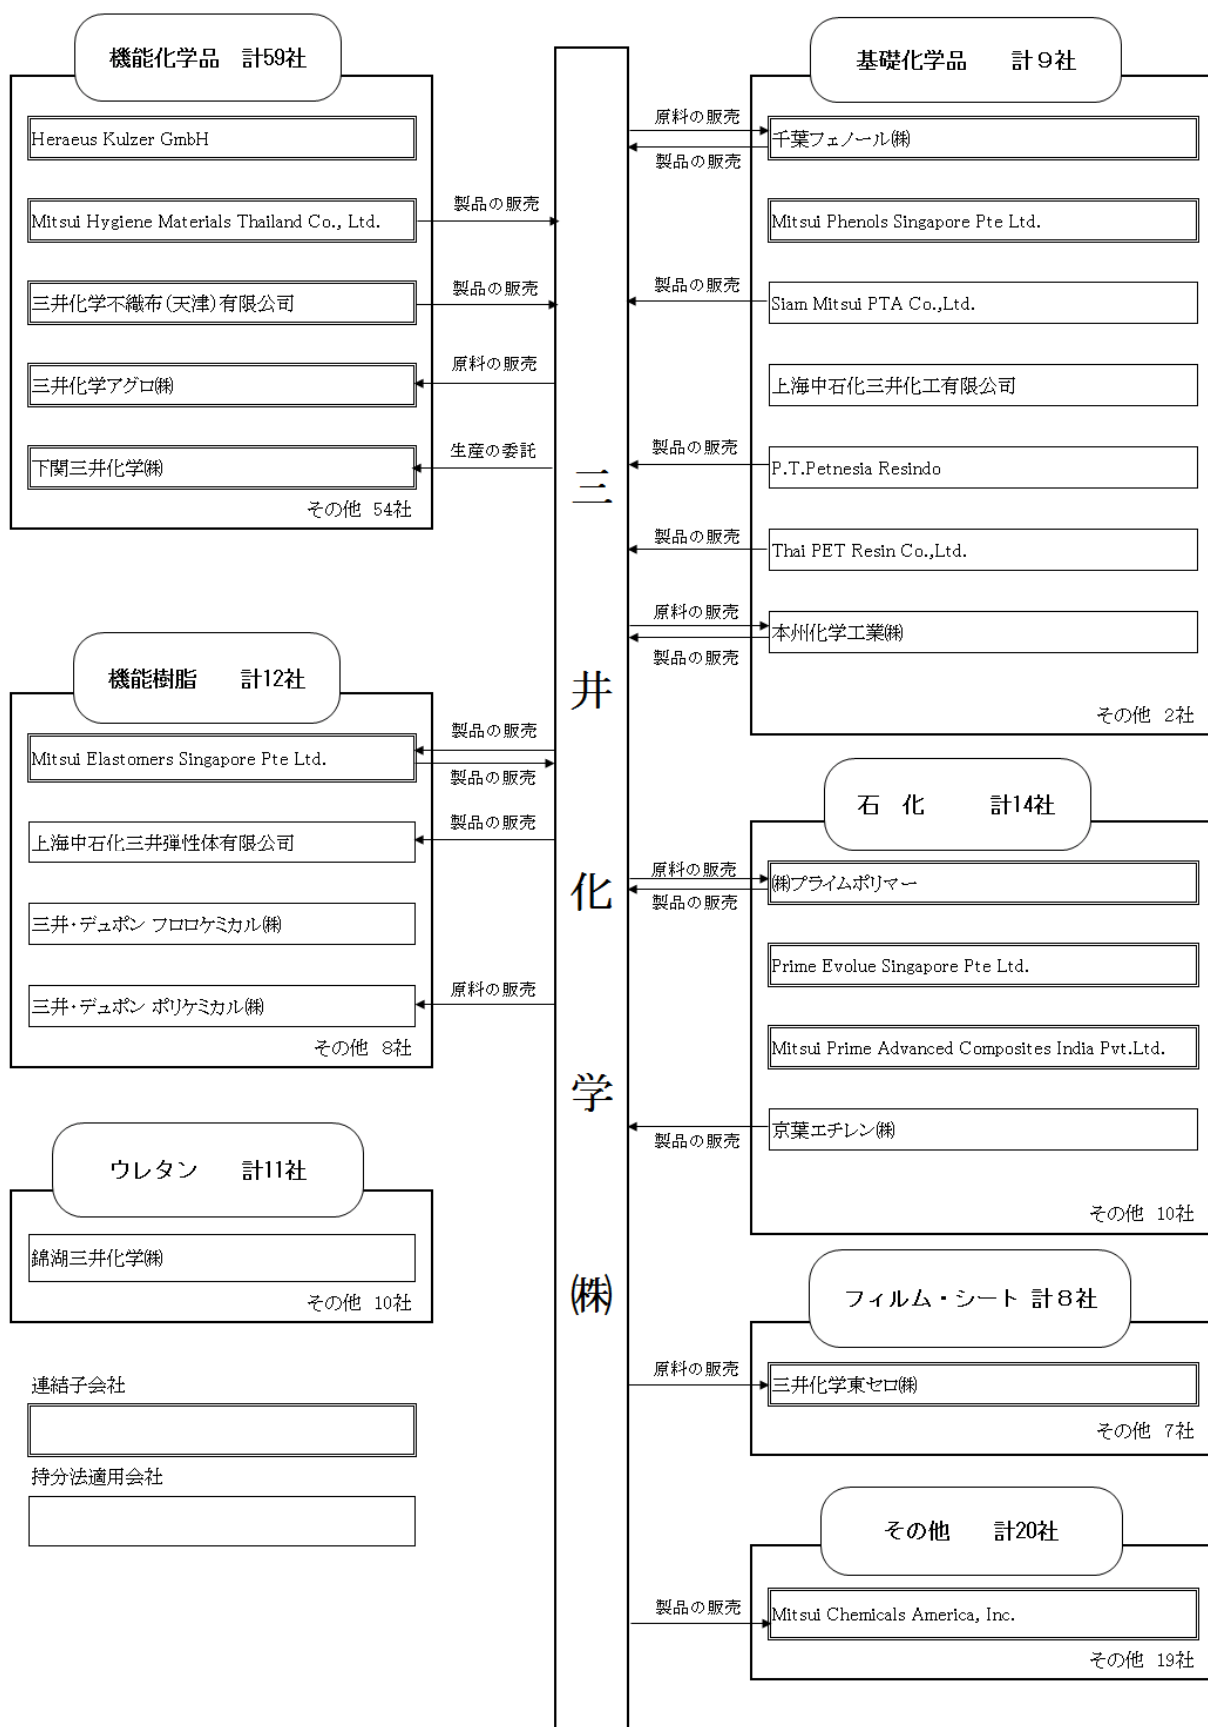 機能化学品　計59社
Heraeus Kulzer GmbH
Mitsui Hygiene Materials Thailand Co., Ltd.
製品の販売
三井化学不織布(天津)有限公司
製品の販売
三井化学アグロ㈱
原料の販売
下関三井化学㈱
生産の委託
その他 54社
機能樹脂　計12社
Mitsui Elastomers Singapore Pte Ltd.
製品の販売
製品の販売
上海中石化三井弾性体有限公司
製品の販売
三井・デュポン フロロケミカル㈱
三井・デュポン ポリケミカル㈱
原料の販売
その他 8社
ウレタン　計11社
錦湖三井化学㈱
その他 10社
連結子会社
持分法適用会社
三井化学㈱
基礎化学品　計９社
原料の販売
千葉フェノール㈱
製品の販売
Mitsui Phenols Singapore Pte Ltd.
製品の販売
Siam Mitsui PTA Co.,Ltd.
上海中石化三井化工有限公司
製品の販売
P.T.Petnesia Resindo
製品の販売
Thai PET Resin Co.,Ltd.
原料の販売
本州化学工業㈱
製品の販売
その他 2社
石　化　計14社
原料の販売
㈱プライムポリマー
製品の販売
Prime Evolue Singapore Pte Ltd.
Mitsui Prime Advanced Composites India Pvt.Ltd.
京葉エチレン㈱
製品の販売
その他 10社
フィルム・シート 計８社
原料の販売
三井化学東セロ㈱
その他 7社
その他　計20社
製品の販売
Mitsui Chemicals America, Inc.
その他 19社